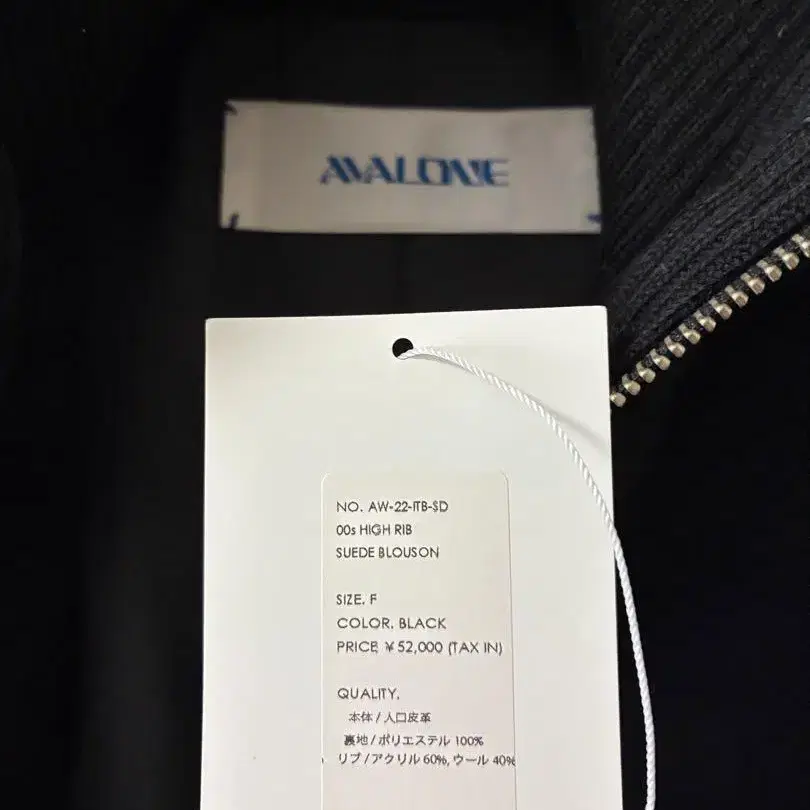 AVALONE
NO. AW-22-ITB-SD
00s HIGH RIB
SUEDE BLOUSON
SIZE. F
COLOR. BLACK
PRICE. ¥52,000 (TAX IN)
QUALITY.
本体/人口皮革
裏地/ポリエステル 100%
リブ/アクリル 60%, ウール 40%